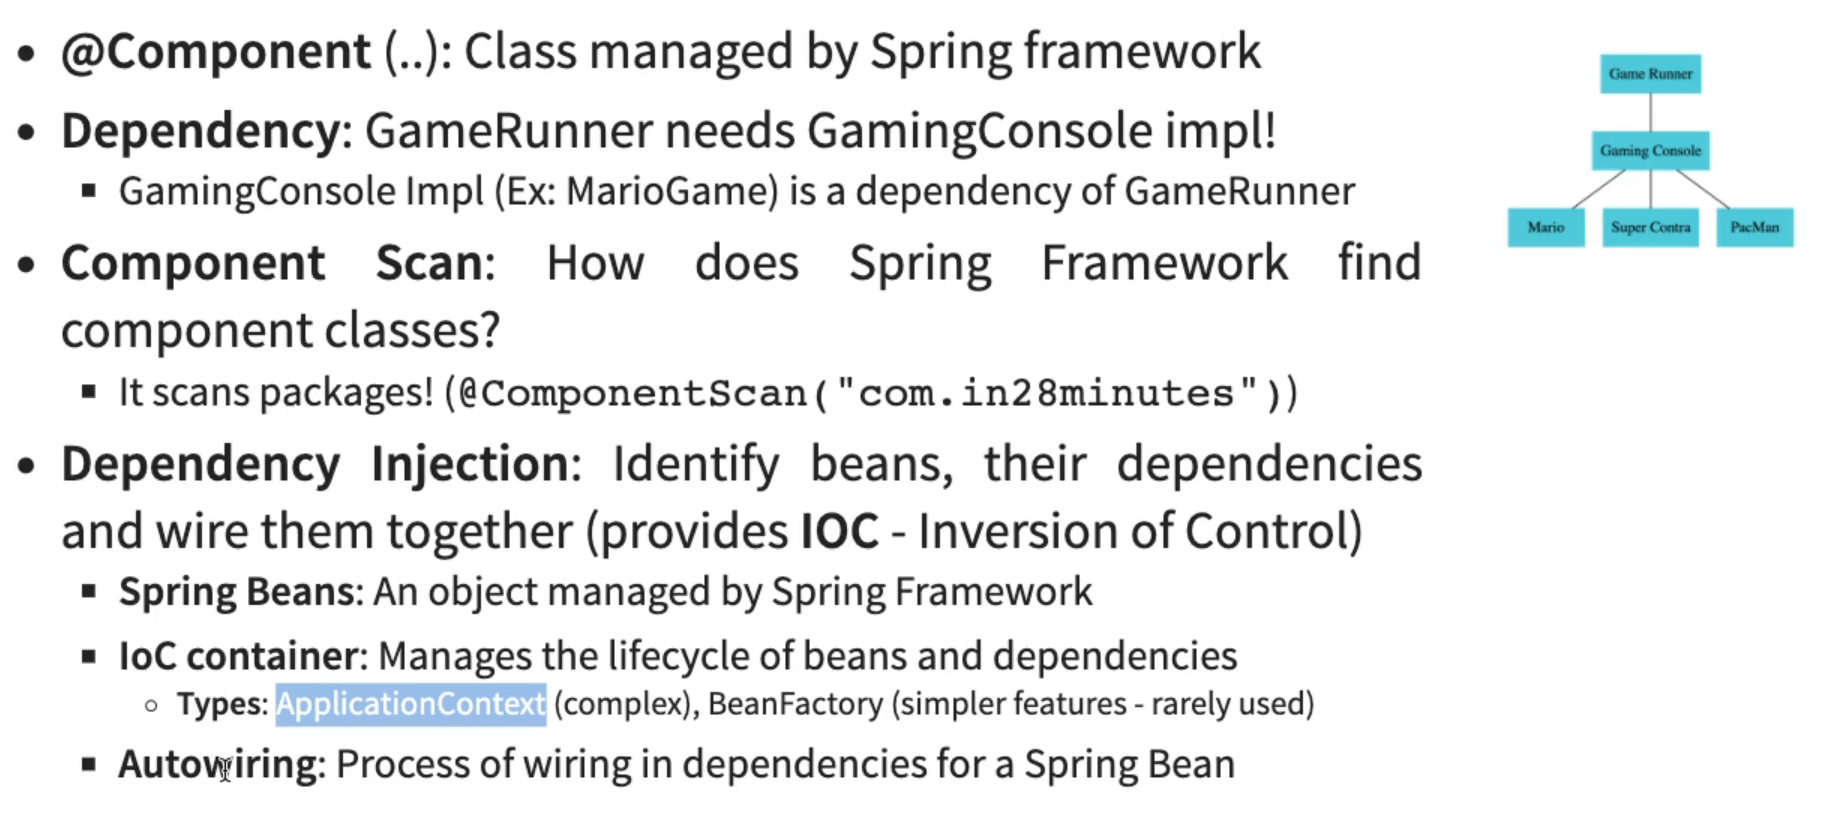 • @Component (..): Class managed by Spring framework
• Dependency: GameRunner needs GamingConsole impl!
▪ GamingConsole Impl (Ex: MarioGame) is a dependency of GameRunner
• Component Scan: How does Spring Framework find
component classes?
▪ It scans packages! (@ComponentScan("com.in28minutes"))
• Dependency Injection: Identify beans, their dependencies
and wire them together (provides IOC - Inversion of Control)
▪ Spring Beans: An object managed by Spring Framework
▪ IoC container: Manages the lifecycle of beans and dependencies
○ Types: ApplicationContext (complex), BeanFactory (simpler features - rarely used)
▪ Autowiring: Process of wiring in dependencies for a Spring Bean
Game Runner
Gaming Console
Mario
Super Contra
PacMan